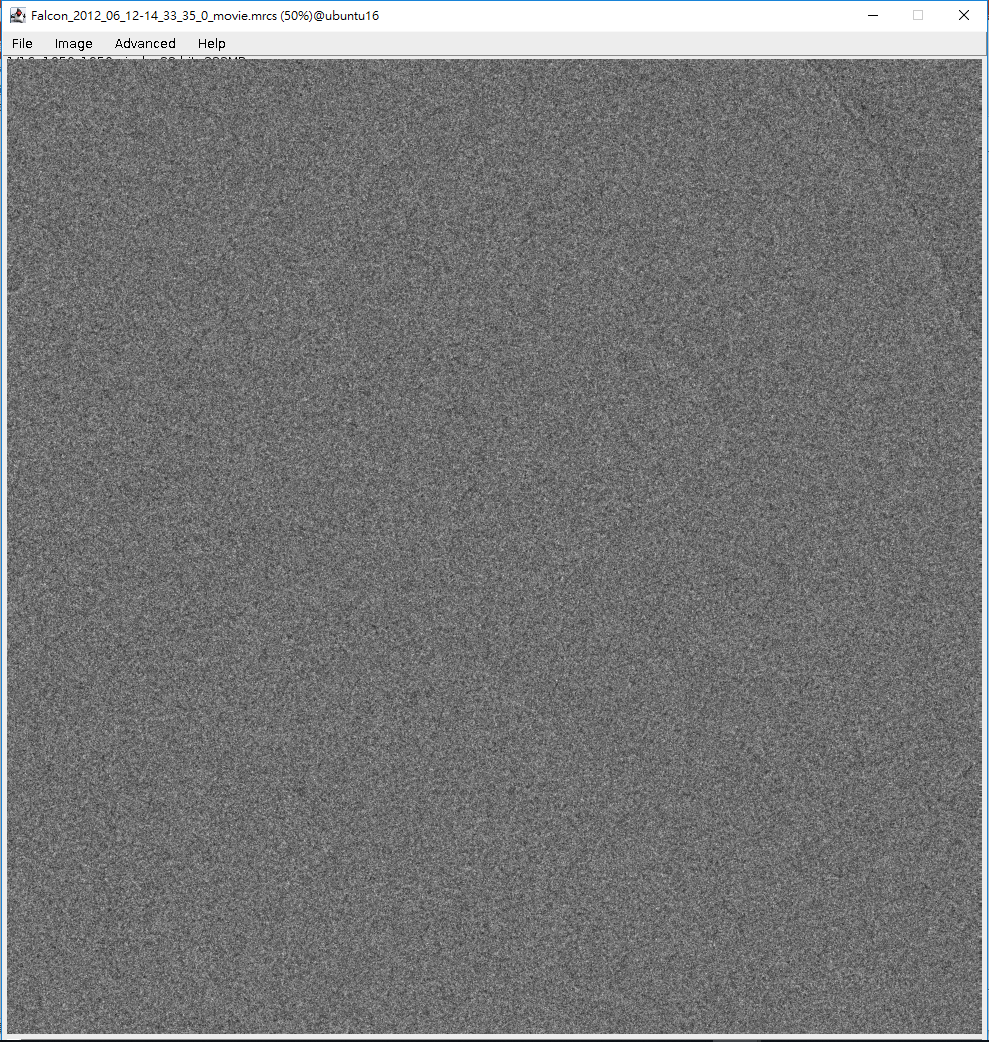 Falcon_2012_06_12-14_33_35_0_movie.mrcs (50%)@ubuntu16
File Image Advanced Help